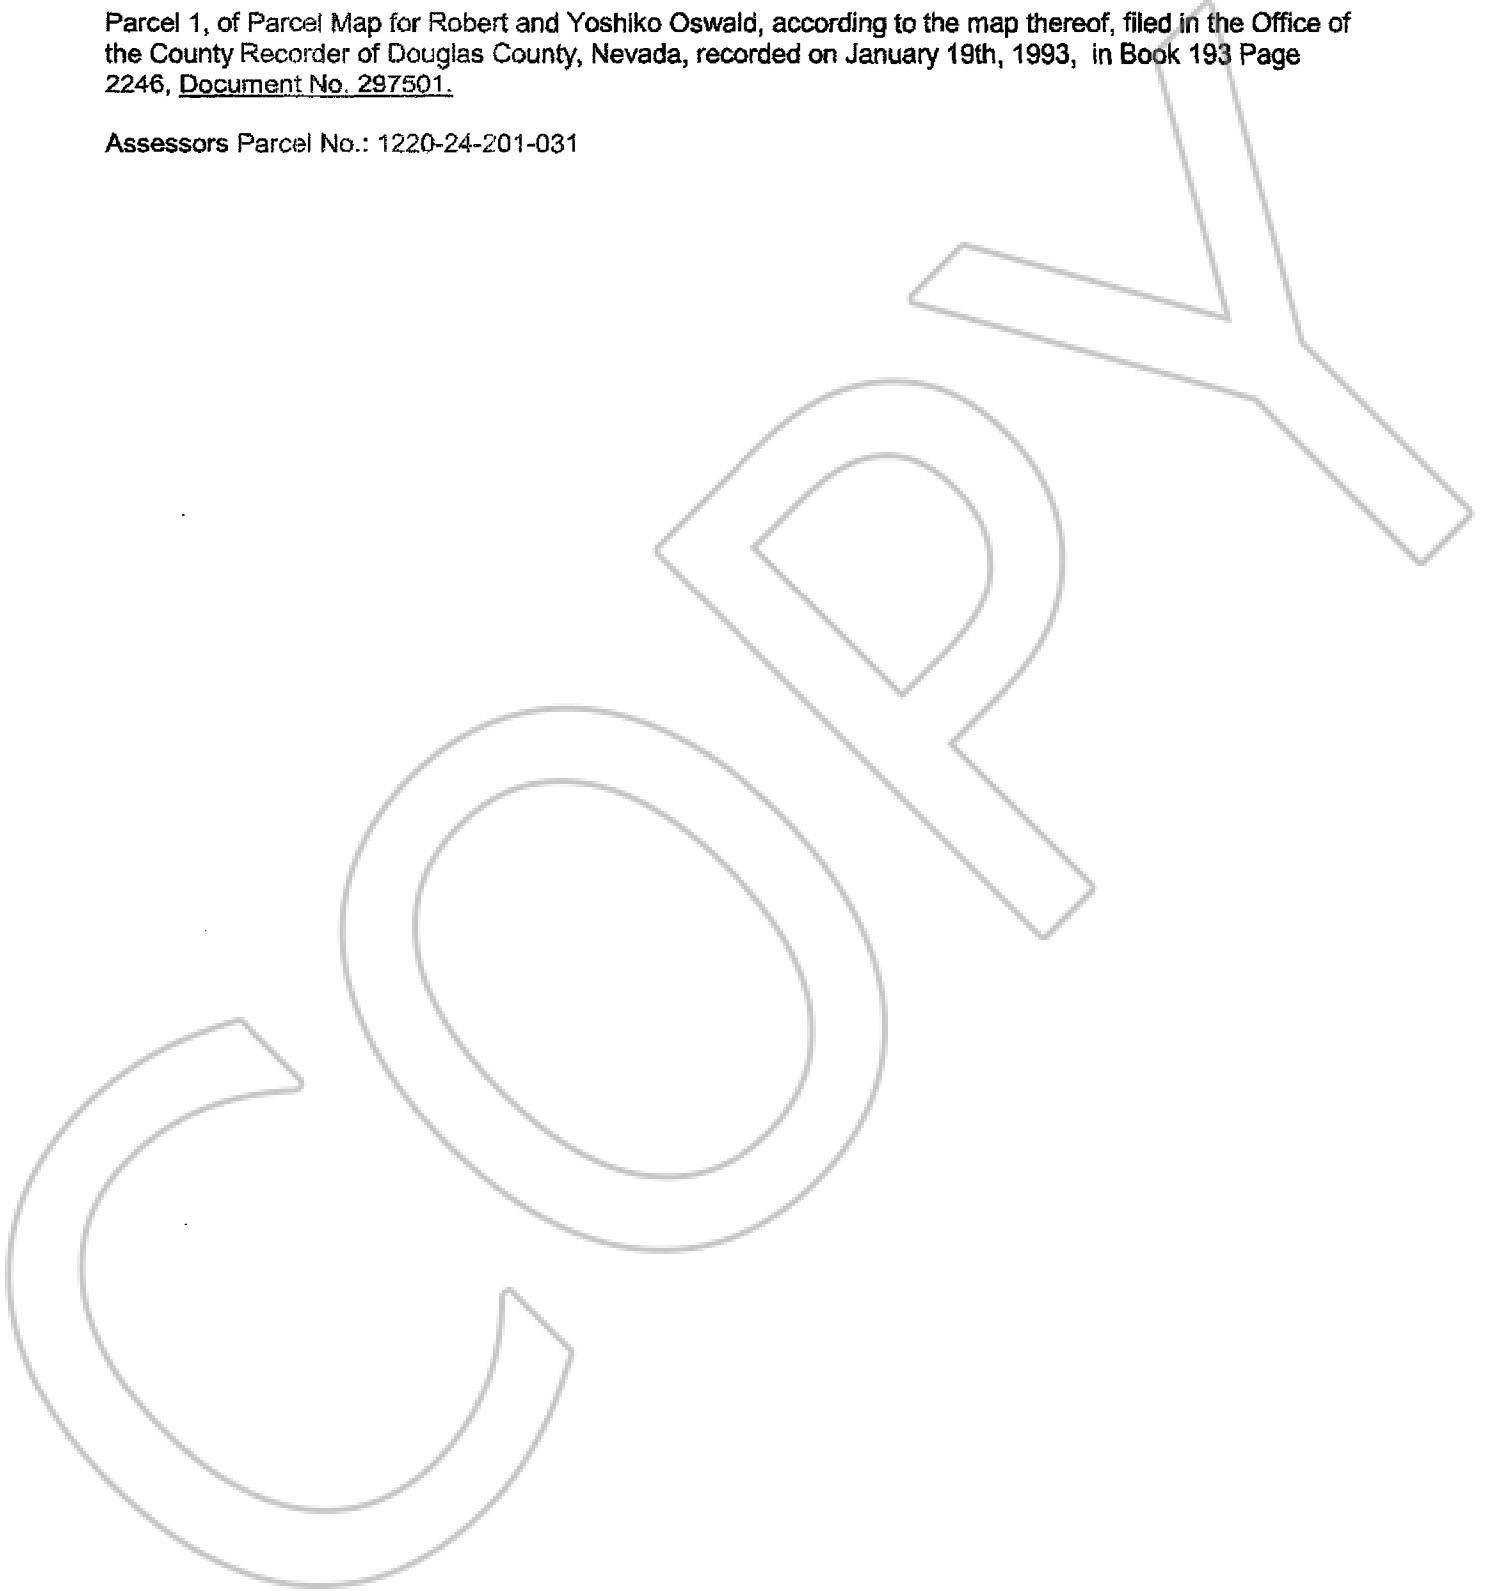 Parcel 1, of Parcel Map for Robert and Yoshiko Oswald, according to the map thereof, filed in the Office of
the County Recorder of Douglas County, Nevada, recorded on January 19th, 1993, in Book 193 Page
2246, Document No. 297501.
Assessors Parcel No.: 1220-24-201-031
COPY